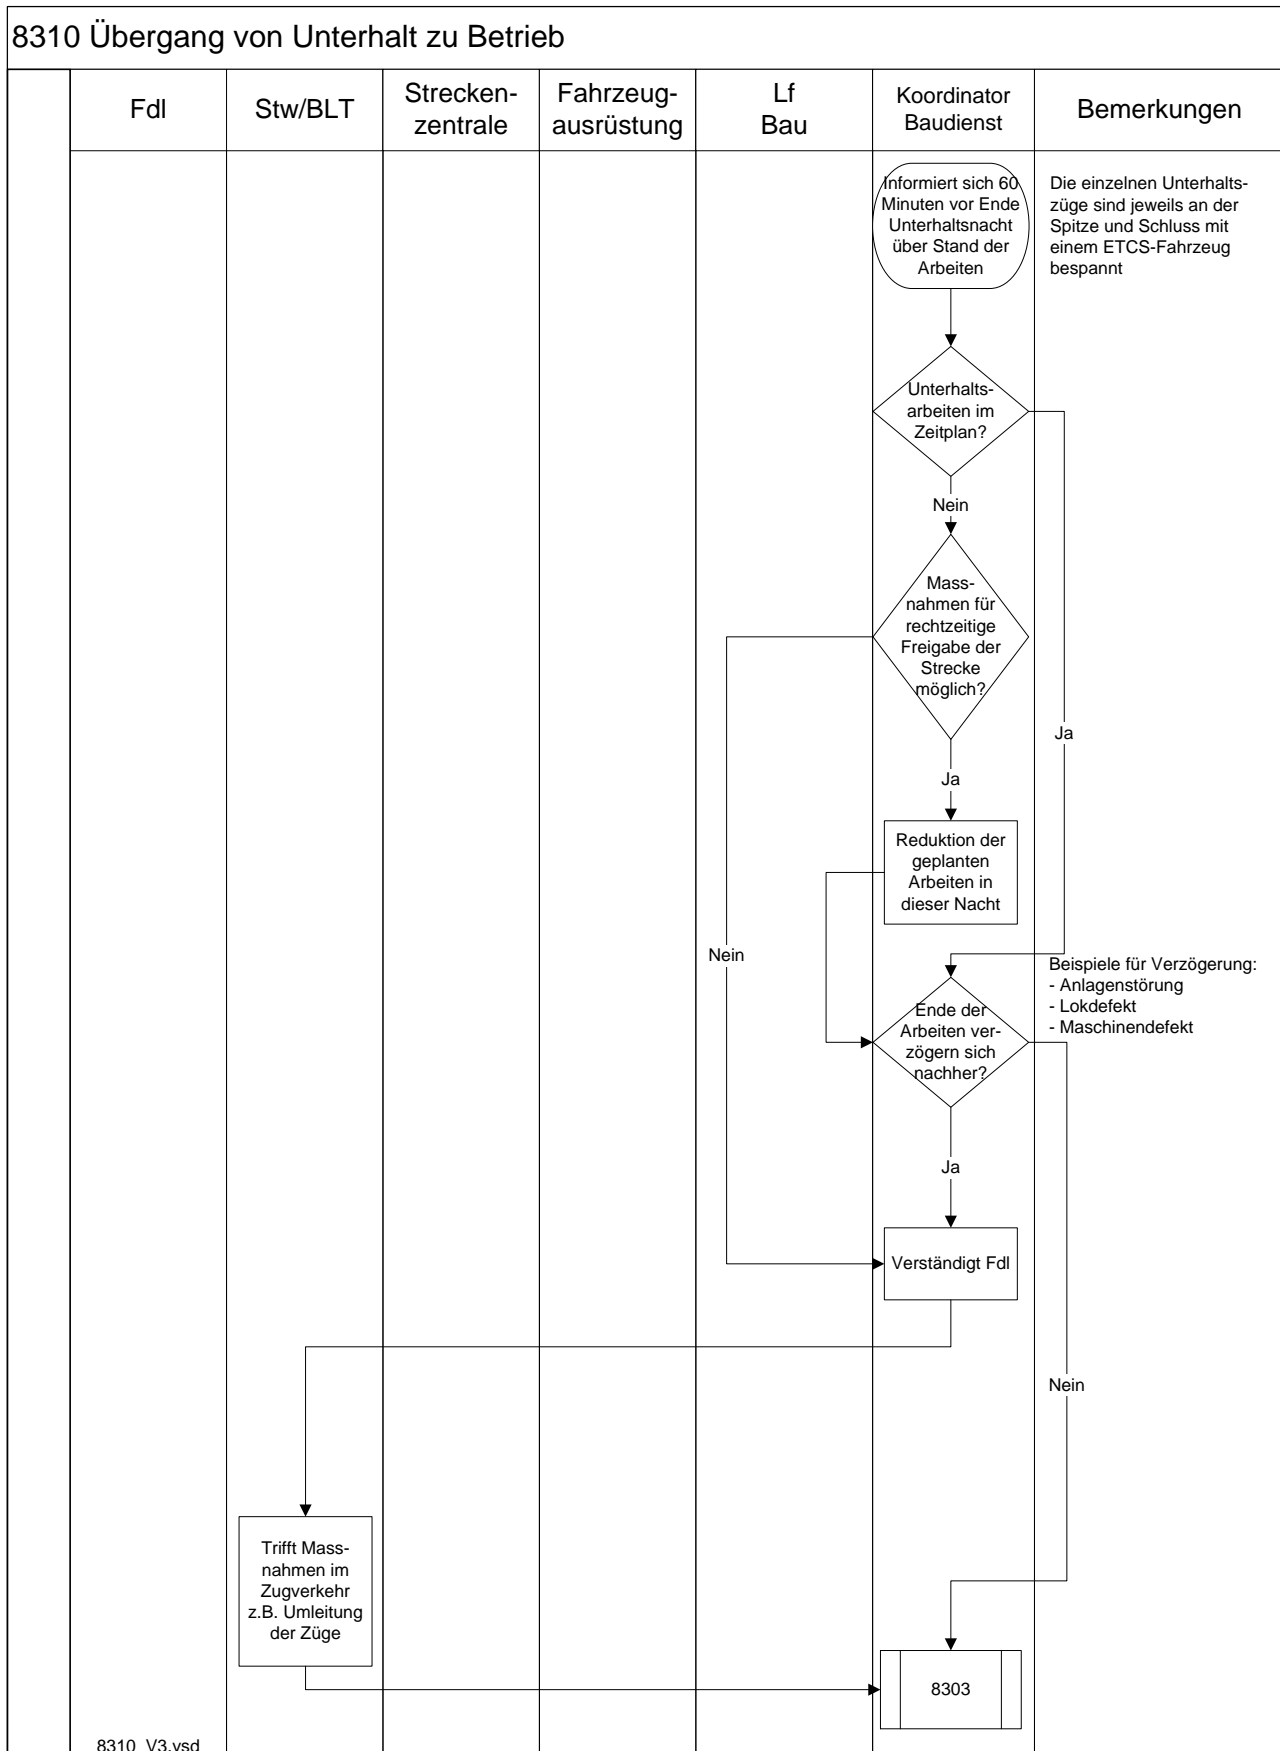 8310 Übergang von Unterhalt zu Betrieb
Fdl
Stw/BLT
Strecken-
zentrale
Fahrzeug-
ausrüstung
Lf
Bau
Koordinator
Baudienst
Bemerkungen
Informiert sich 60
Minuten vor Ende
Unterhaltsnacht
über Stand der
Arbeiten
Die einzelnen Unterhalts-
züge sind jeweils an der
Spitze und Schluss mit
einem ETCS-Fahrzeug
bespannt
Unterhalts-
arbeiten im
Zeitplan?
Nein
Mass-
nahmen für
rechtzeitige
Freigabe der
Strecke
möglich?
Ja
Ja
Reduktion der
geplanten
Arbeiten in
dieser Nacht
Nein
Beispiele für Verzögerung:
- Anlagenstörung
- Lokdefekt
- Maschinendefekt
Ende der
Arbeiten ver-
zögern sich
nachher?
Ja
Verständigt Fdl
Nein
Trifft Mass-
nahmen im
Zugverkehr
z.B. Umleitung
der Züge
8303
8310_V3.vsd